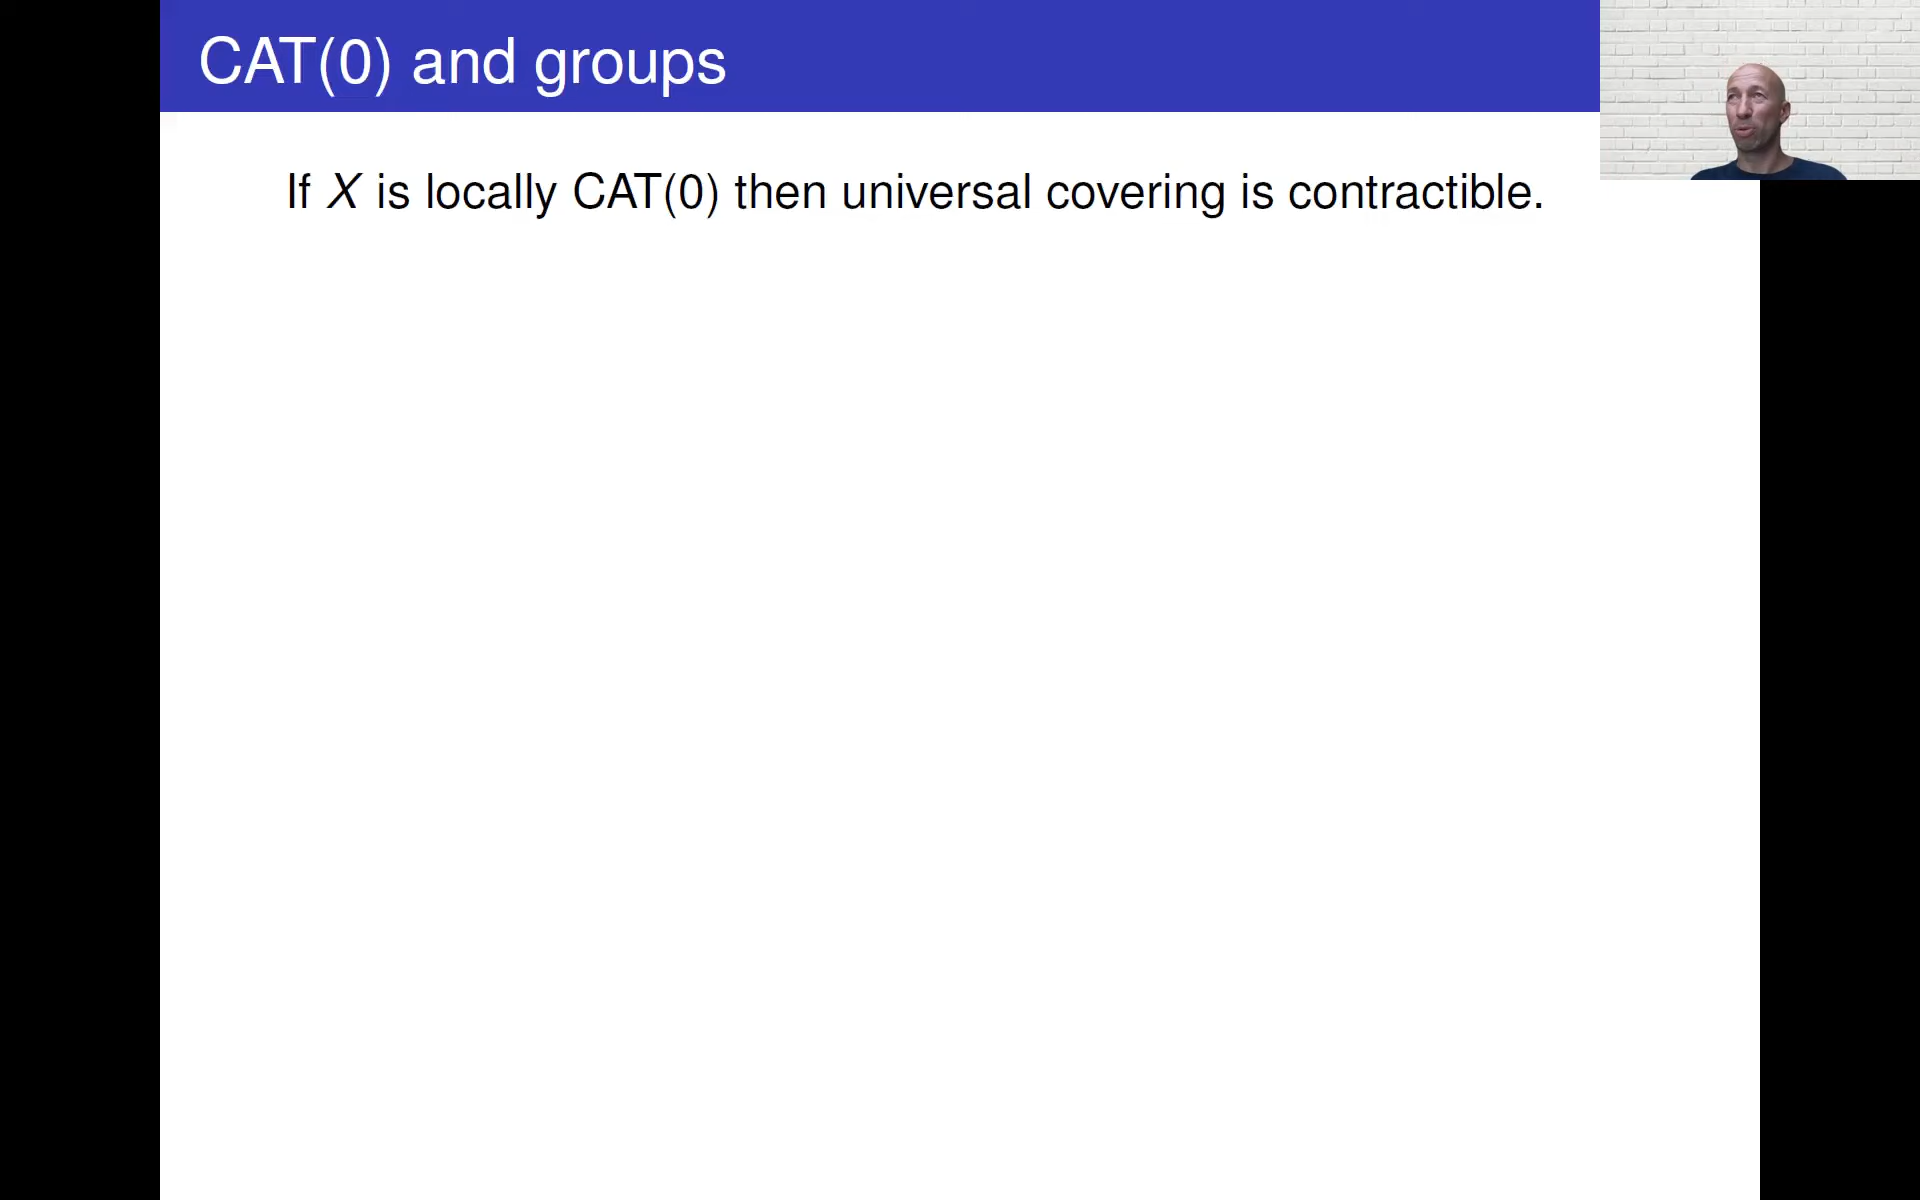 CAT(0) and groups
If X is locally CAT(0) then universal covering is contractible.